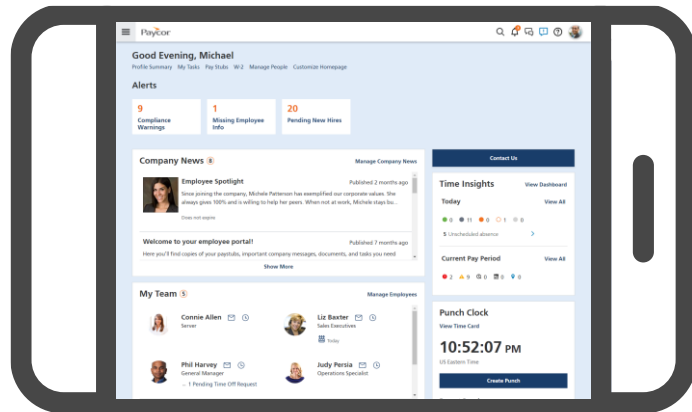 Paycor
Good Evening, Michael
Profile Summary My Tasks Pay Stubs W-2 Manage People Customize Homepage
Alerts
9
Compliance
Warnings
1
Missing Employee
Info
20
Pending New Hires
Company News 8
Manage Company News
Employee Spotlight
Published 2 months ago
Since joining the company, Michele Patterson has exemplified our corporate values. She
always gives 100% and is willing to help her peers. When not at work, Michele stays bu...
Does not expire
Welcome to your employee portal!
Published 7 months ago
Here you'll find copies of your paystubs, important company messages, documents, and tasks you need
Show More
My Team 5
Manage Employees
Connie Allen
Server
Liz Baxter
Sales Executives
Today
Phil Harvey
General Manager
1 Pending Time Off Request
Judy Persia
Operations Specialist
Contact Us
Time Insights
View Dashboard
Today
View All
0 11 0 1 0
5 Unscheduled absence
Current Pay Period
View All
2 9 0 0 0
Punch Clock
View Time Card
10:52:07 PM
US Eastern Time
Create Punch